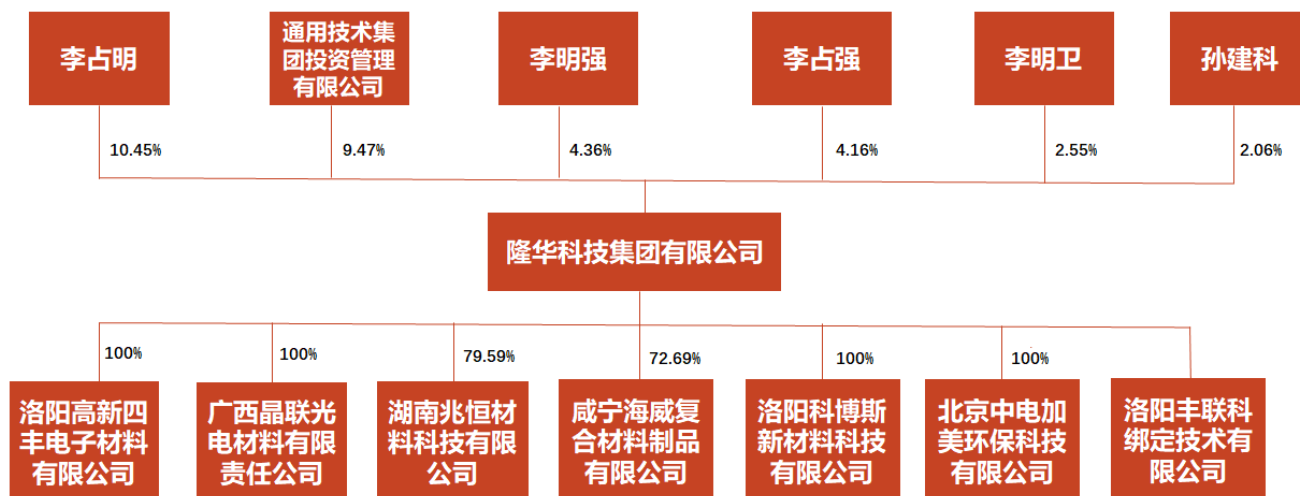 李占明
通用技术集
团投资管理
有限公司
李明强
李占强
李明卫
孙建科
10.45%
9.47%
4.36%
4.16%
2.55%
2.06%
隆华科技集团有限公司
100%
100%
79.59%
72.69%
100%
100%
洛阳高新四
丰电子材料
有限公司
广西晶联光
电材料有限
责任公司
湖南兆恒材
料科技有限
公司
咸宁海威复
合材料制品
有限公司
洛阳科博斯
新材料科技
有限公司
北京中电加
美环保科技
有限公司
洛阳丰联科
绑定技术有
限公司